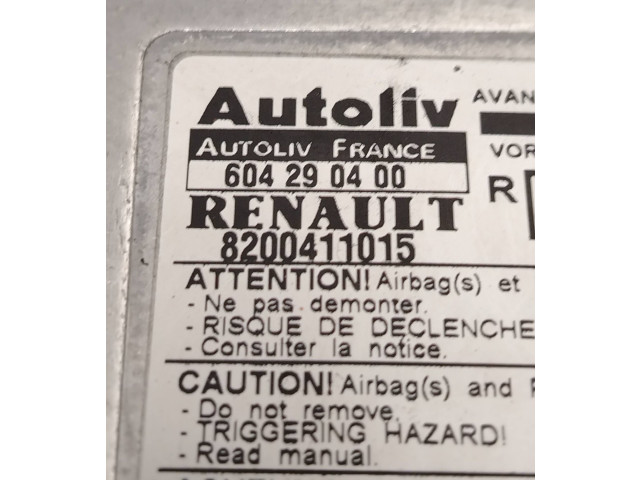 Autoliv
AUTOLIV FRANCE
604 29 04 00
RENAULT
8200411015
ATTENTION! Airbag(s) et
- Ne pas demonter.
- RISQUE DE DECLENCHE
- Consulter la notice.
CAUTION! Airbag(s) and
- Do not remove.
- TRIGGERING HAZARD!
- Read manual.
AVAN
VOR
R